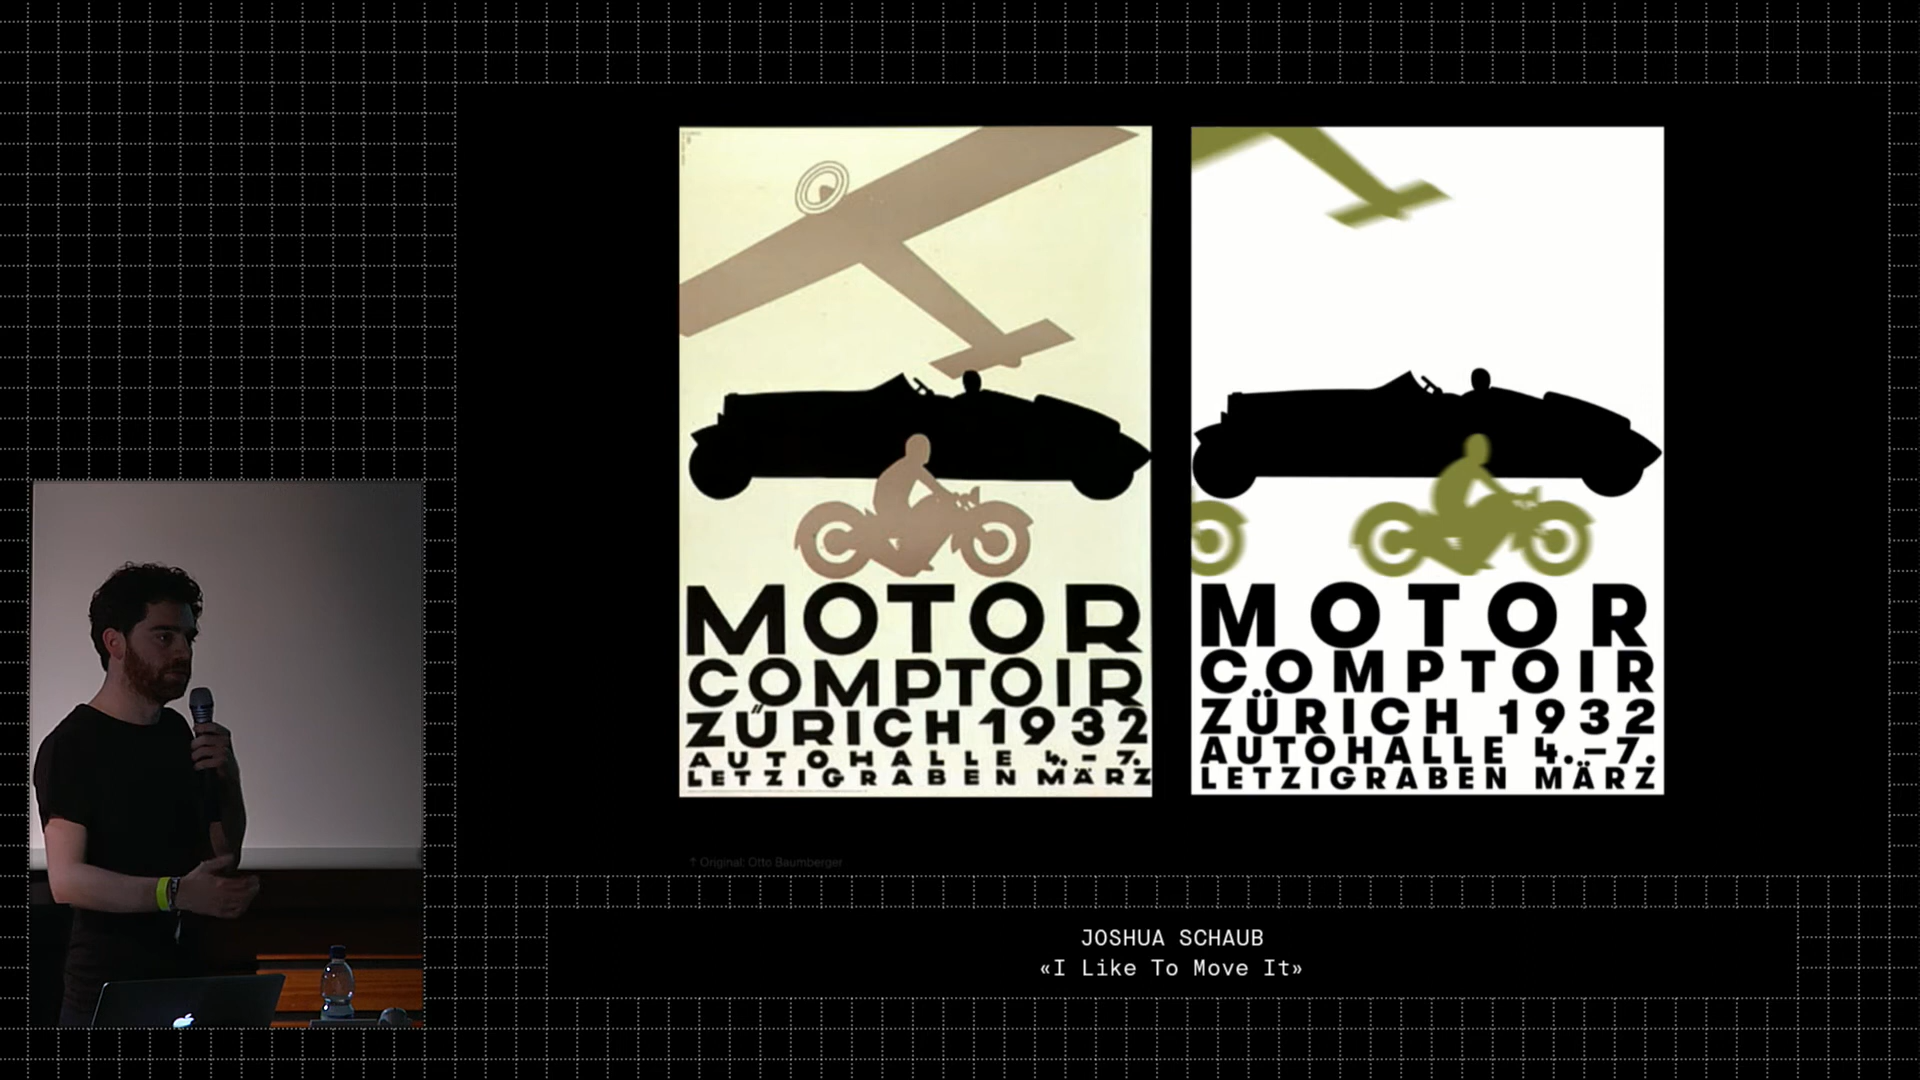 MOTOR
COMPTOIR
ZÜRICH 1932
AUTOHALLE 4.–7.
LETZIGRABEN MÄRZ
MOTOR
COMPTOIR
ZÜRICH 1932
AUTOHALLE 4.–7.
LETZIGRABEN MÄRZ
↑ Original: Otto Baumberger
JOSHUA SCHAUB
«I Like To Move It»